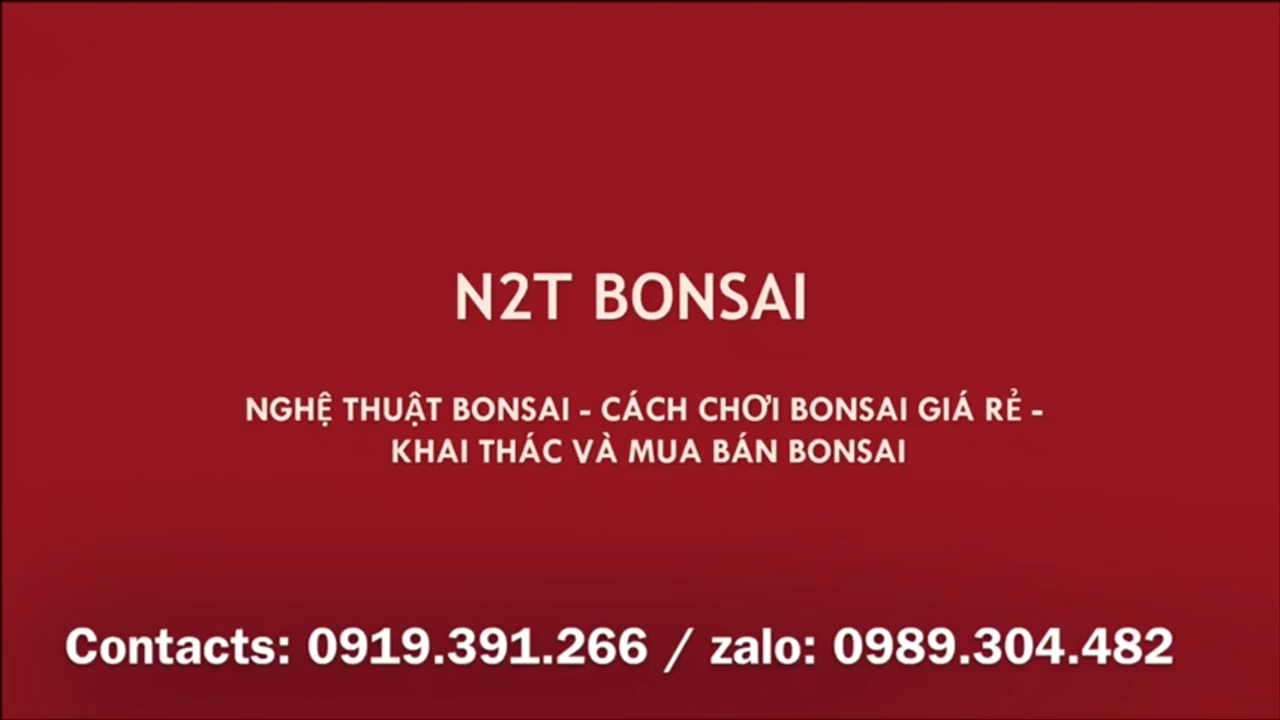 N2T BONSAI
NGHỆ THUẬT BONSAI - CÁCH CHƠI BONSAI GIÁ RẺ -
KHAI THÁC VÀ MUA BÁN BONSAI
Contacts: 0919.391.266 / zalo: 0989.304.482